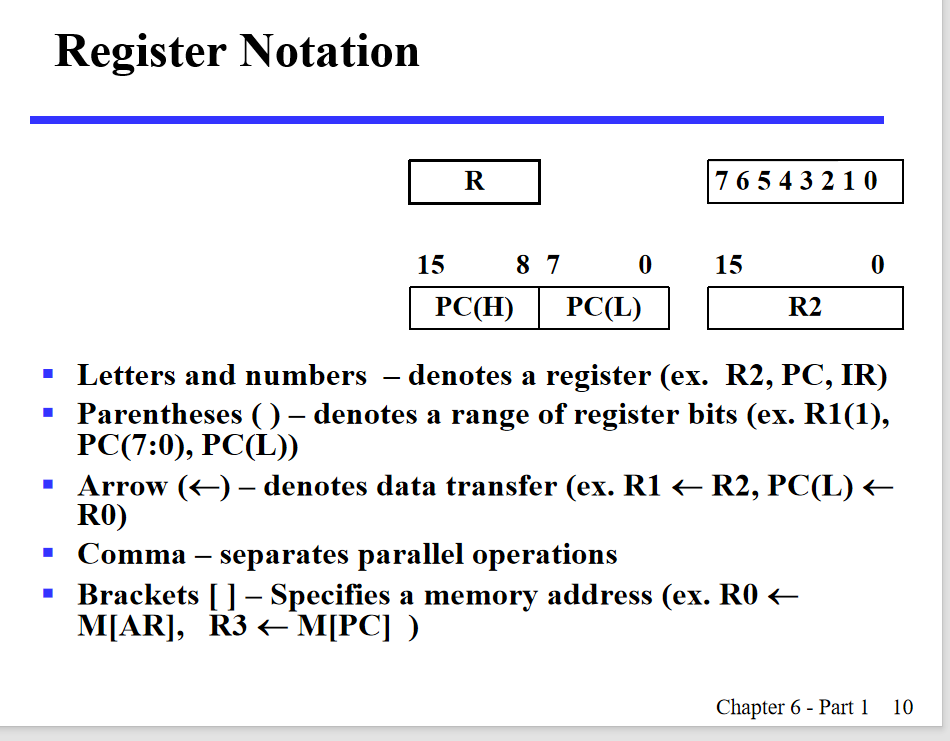 Register Notation
R
7 6 5 4 3 2 1 0
15 8 7 0 15 0
PC(H) PC(L) R2
Letters and numbers – denotes a register (ex. R2, PC, IR)
Parentheses ( ) – denotes a range of register bits (ex. R1(1),
PC(7:0), PC(L))
Arrow (←) – denotes data transfer (ex. R1 ← R2, PC(L) ←
R0)
Comma – separates parallel operations
Brackets [ ] – Specifies a memory address (ex. R0 ←
M[AR], R3 ← M[PC] )
Chapter 6 - Part 1 10